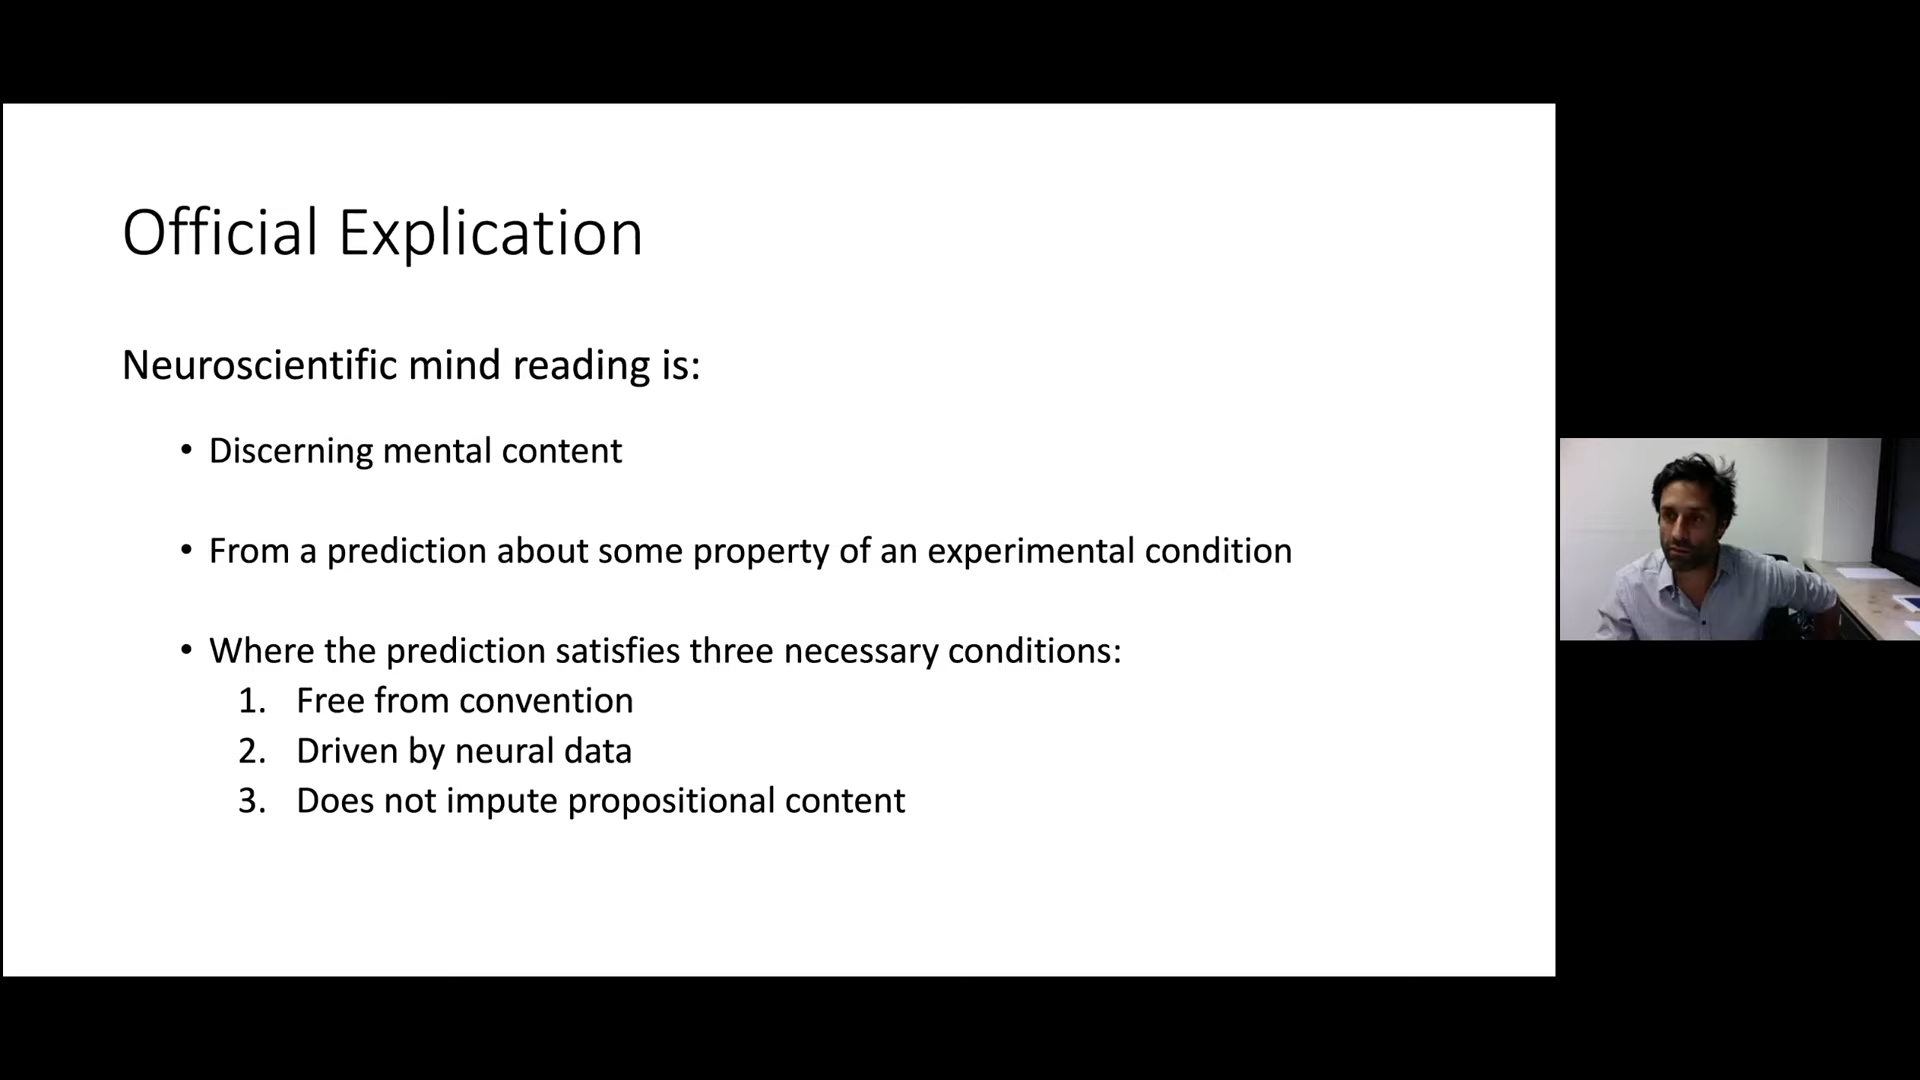 Official Explication
Neuroscientific mind reading is:
• Discerning mental content
• From a prediction about some property of an experimental condition
• Where the prediction satisfies three necessary conditions:
1. Free from convention
2. Driven by neural data
3. Does not impute propositional content